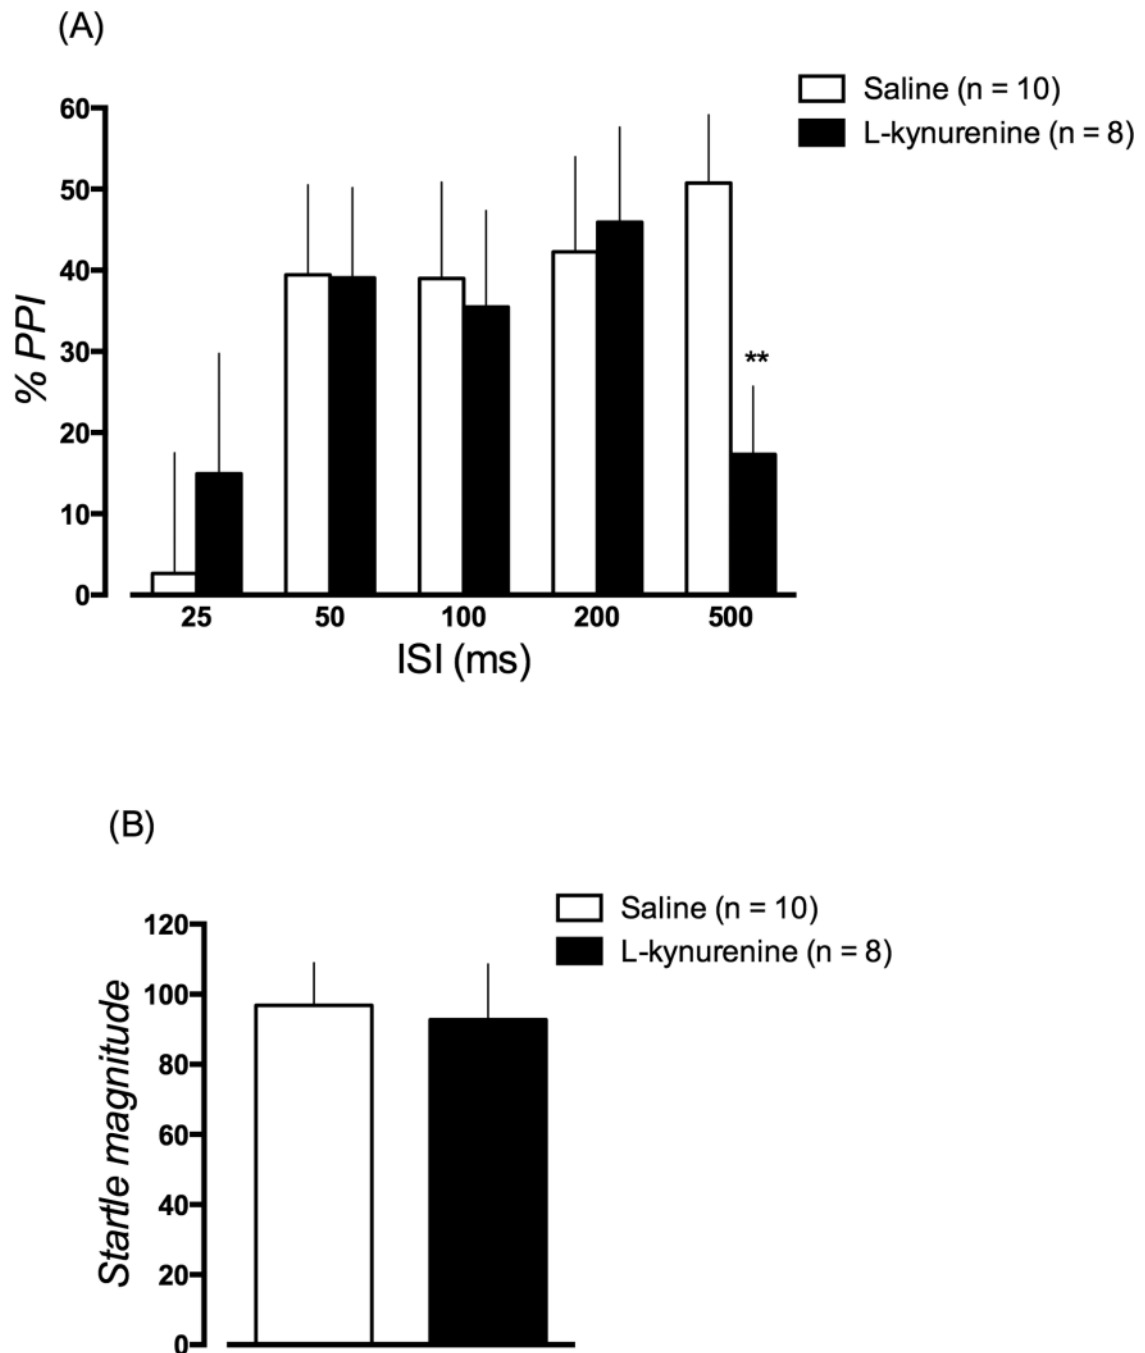 (A)
Saline (n = 10)
L-kynurenine (n = 8)
60
50
40
30
20
10
0
% PPI
**
25 50 100 200 500
ISI (ms)
(B)
Saline (n = 10)
L-kynurenine (n = 8)
120
100
80
60
40
20
0
Startle magnitude